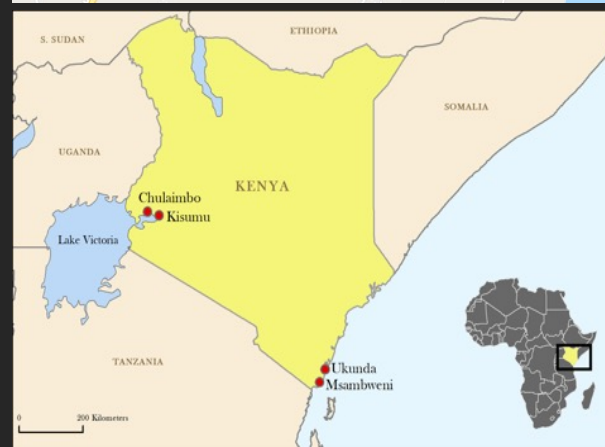 S. SUDAN
ETHIOPIA
SOMALIA
UGANDA
KENYA
Chulaimbo
Kisumu
Lake Victoria
TANZANIA
Ukunda
Msambweni
0 200 Kilometers